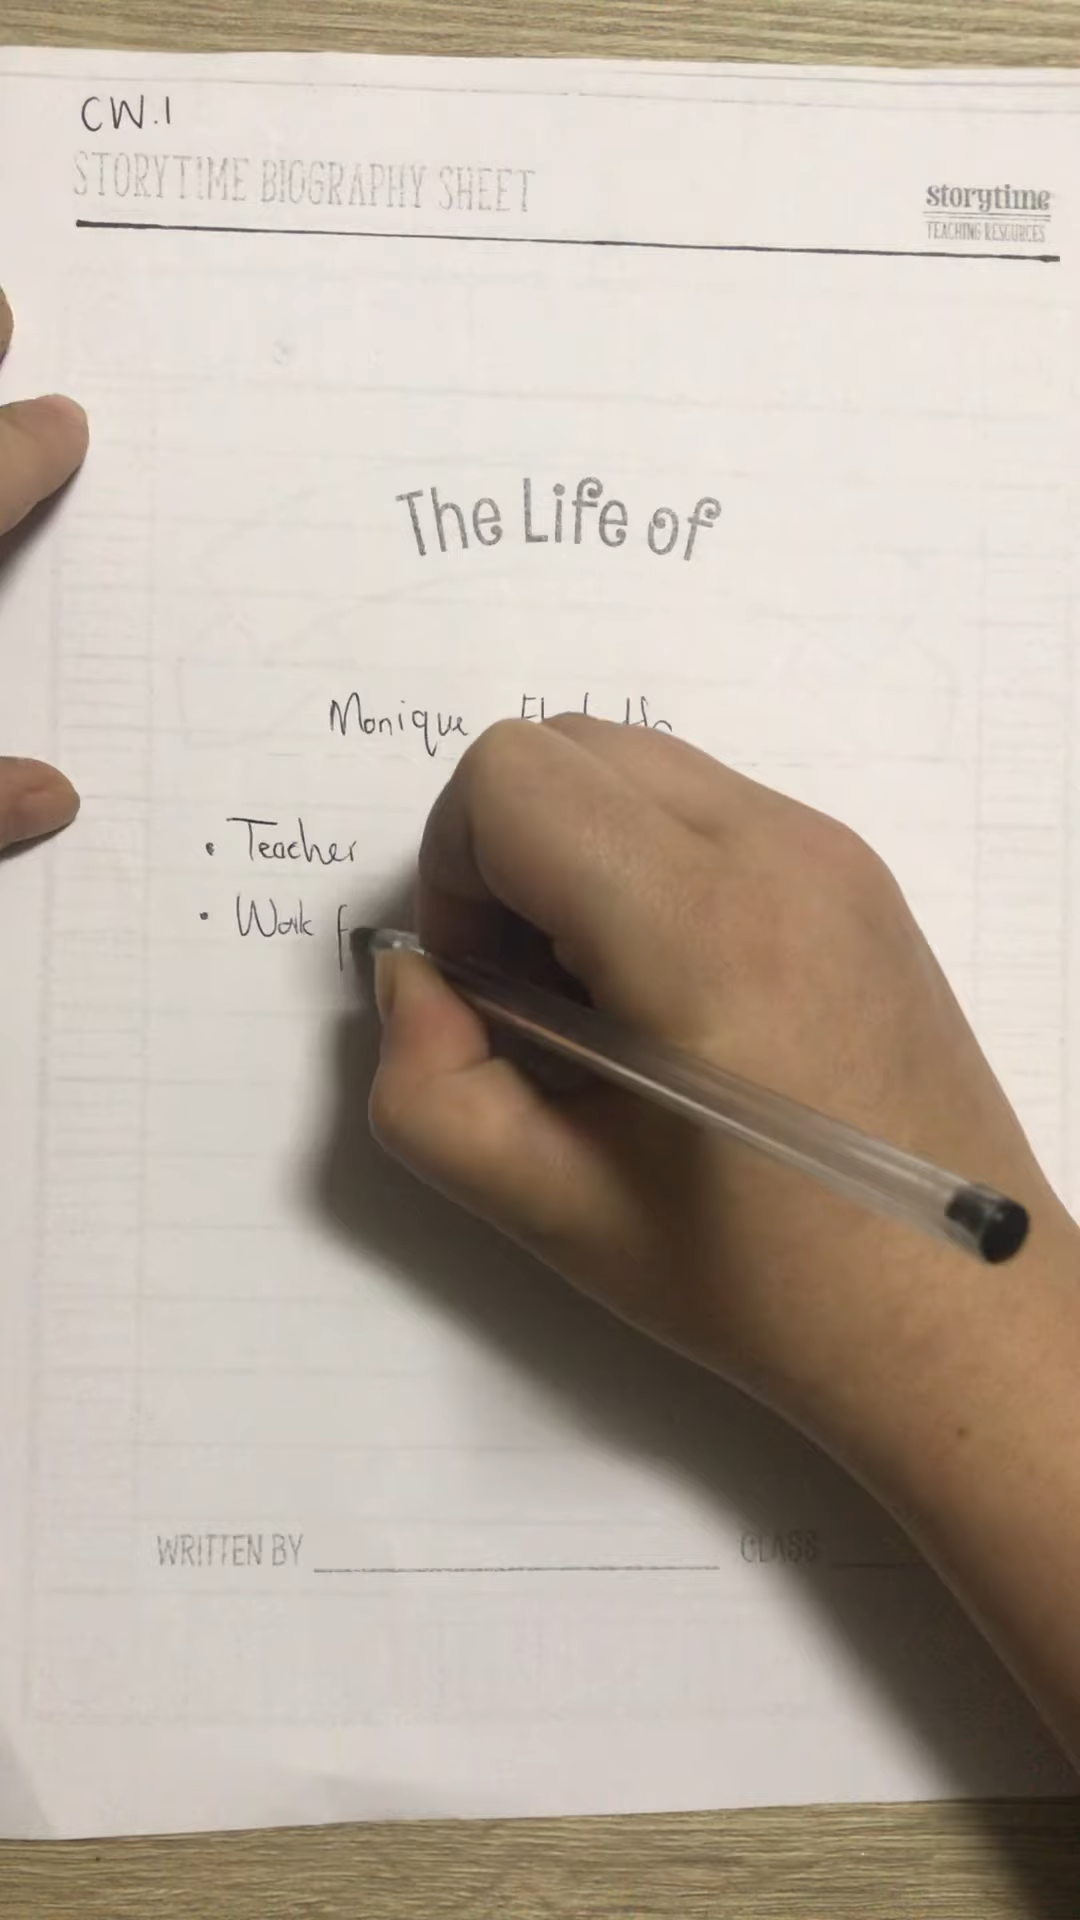 CW.1
STORYTIME BIOGRAPHY SHEET
storytime
TEACHING RESOURCES
The Life of
Monique
• Teacher
• Work
WRITTEN BY
CLASS